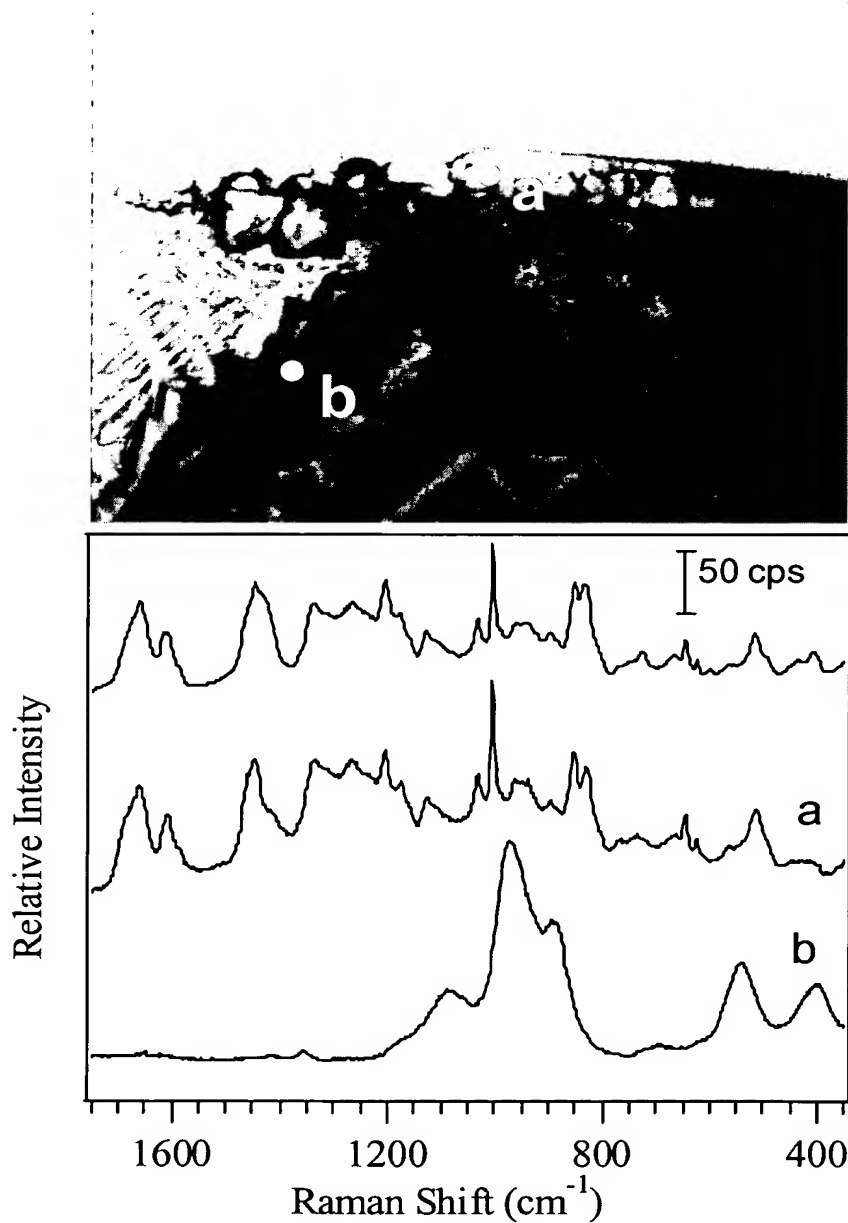 a
b
50 cps
a
b
Relative Intensity
1600 1200 800 400
Raman Shift (cm⁻¹)